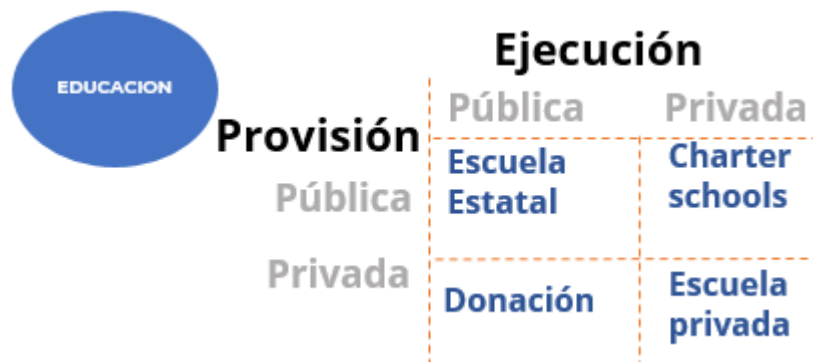 EDUCACION
Ejecución
Pública Privada
Provisión
Pública
Escuela
Estatal
Charter
schools
Privada
Donación
Escuela
privada